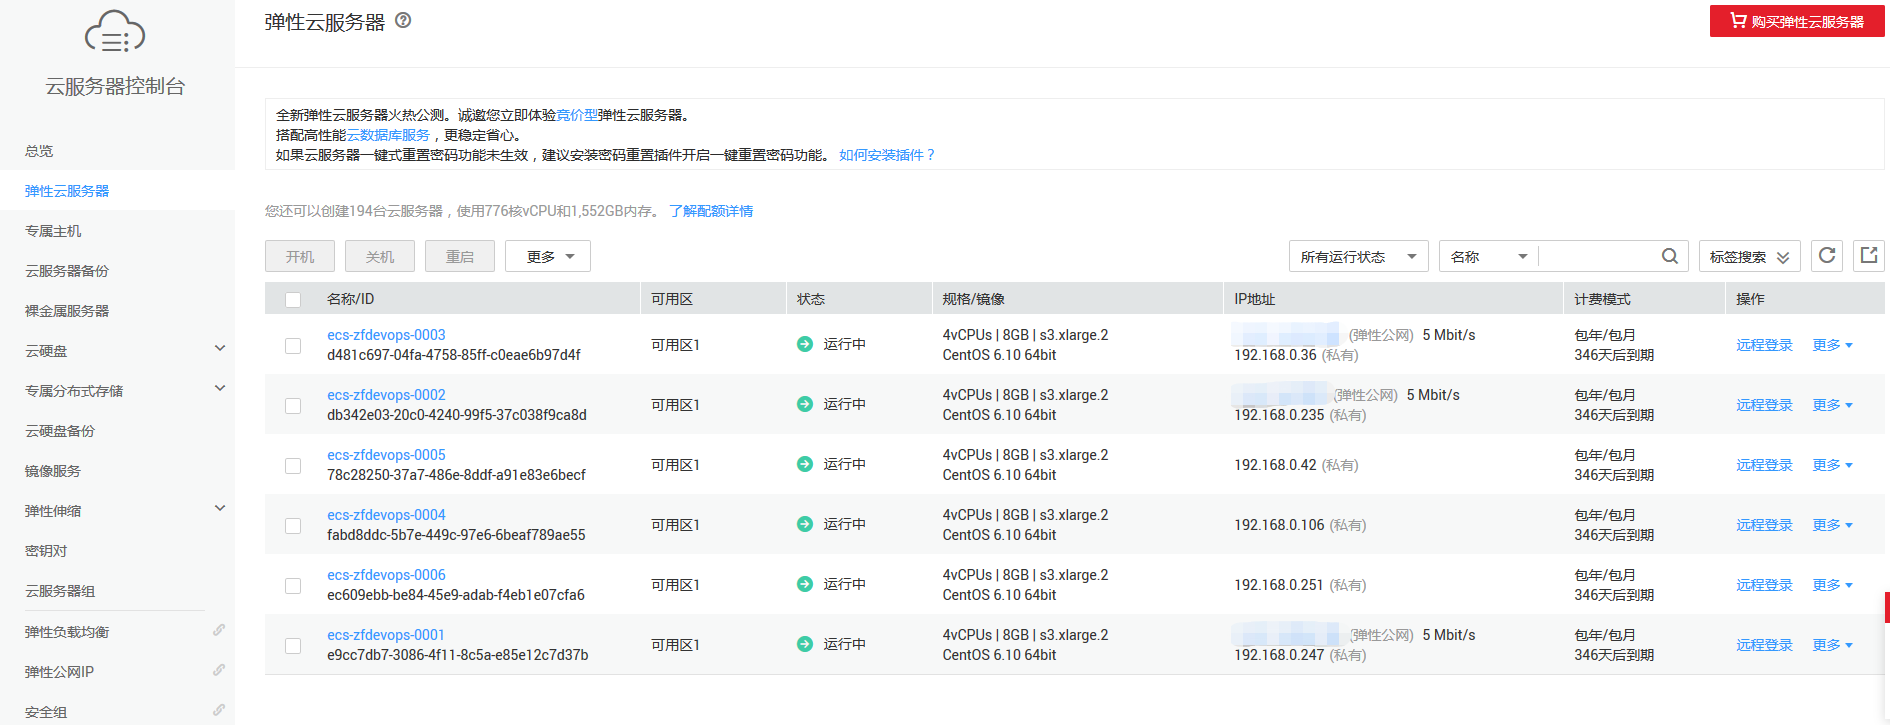 云服务器控制台
总览
弹性云服务器
专属主机
云服务器备份
裸金属服务器
云硬盘
专属分布式存储
云硬盘备份
镜像服务
弹性伸缩
密钥对
云服务器组
弹性负载均衡
弹性公网IP
安全组
弹性云服务器 ?
购买弹性云服务器
全新弹性云服务器火热公测。诚邀您立即体验竞价型弹性云服务器。
搭配高性能云数据库服务，更稳定省心。
如果云服务器一键式重置密码功能未生效，建议安装密码重置插件开启一键重置密码功能。 如何安装插件？
您还可以创建194台云服务器，使用776核vCPU和1,552GB内存。 了解配额详情
开机 关机 重启 更多 所有运行状态 名称 标签搜索
名称/ID 可用区 状态 规格/镜像 IP地址 计费模式 操作
ecs-zfdevops-0003 4vCPUs | 8GB | s3.xlarge.2 (弹性公网) 5 Mbit/s 包年/包月
可用区1 运行中 远程登录 更多
d481c697-04fa-4758-85ff-c0eae6b97d4f CentOS 6.10 64bit 192.168.0.36 (私有) 346天后到期
ecs-zfdevops-0002 4vCPUs | 8GB | s3.xlarge.2 (弹性公网) 5 Mbit/s 包年/包月
可用区1 运行中 远程登录 更多
db342e03-20c0-4240-99f5-37c038f9ca8d CentOS 6.10 64bit 192.168.0.235 (私有) 346天后到期
ecs-zfdevops-0005 4vCPUs | 8GB | s3.xlarge.2 包年/包月
可用区1 运行中 192.168.0.42 (私有) 远程登录 更多
78c28250-37a7-486e-8ddf-a91e83e6becf CentOS 6.10 64bit 346天后到期
ecs-zfdevops-0004 4vCPUs | 8GB | s3.xlarge.2 包年/包月
可用区1 运行中 192.168.0.106 (私有) 远程登录 更多
fabd8ddc-5b7e-449c-97e6-6beaf789ae55 CentOS 6.10 64bit 346天后到期
ecs-zfdevops-0006 4vCPUs | 8GB | s3.xlarge.2 包年/包月
可用区1 运行中 192.168.0.251 (私有) 远程登录 更多
ec609ebb-be84-45e9-adab-f4eb1e07cfa6 CentOS 6.10 64bit 346天后到期
ecs-zfdevops-0001 4vCPUs | 8GB | s3.xlarge.2 (弹性公网) 5 Mbit/s 包年/包月
可用区1 运行中 远程登录 更多
e9cc7db7-3086-4f11-8c5a-e85e12c7d37b CentOS 6.10 64bit 192.168.0.247 (私有) 346天后到期